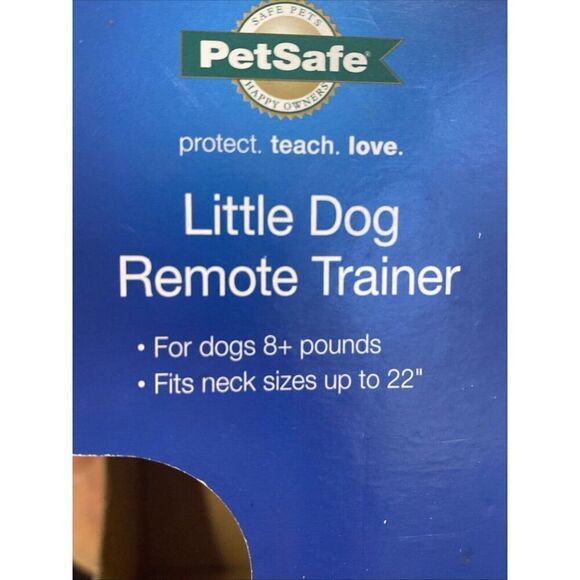 SAFE PETS
PetSafe®
HAPPY OWNERS
protect. teach. love.
Little Dog
Remote Trainer
• For dogs 8+ pounds
• Fits neck sizes up to 22"